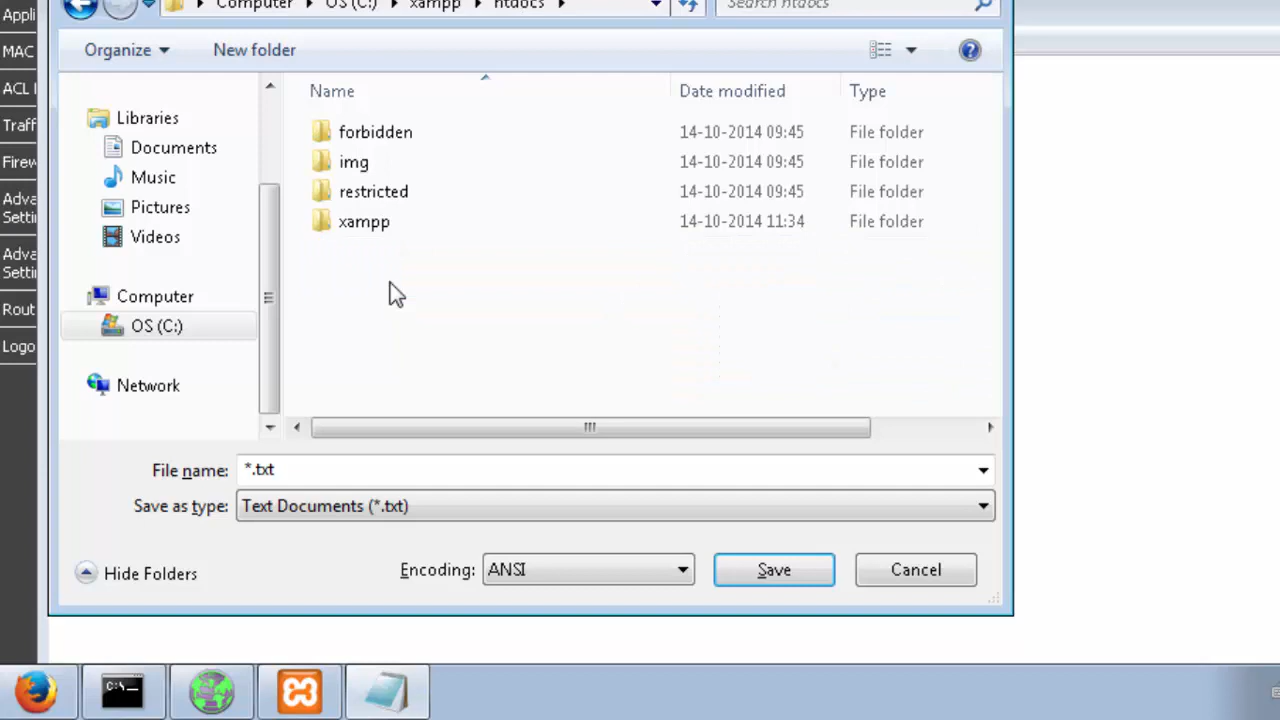 Appli
Computer ▸ OS (C:) ▸ xampp ▸ htdocs ▸
Search htdocs
MAC
Organize
New folder
ACL
Name
Date modified
Type
Libraries
Traff
forbidden
14-10-2014 09:45
File folder
Documents
Firew
img
14-10-2014 09:45
File folder
Music
Adva
Settin
restricted
14-10-2014 09:45
File folder
Pictures
xampp
14-10-2014 11:34
File folder
Videos
Adva
Settin
Computer
Rout
OS (C:)
Logo
Network
File name:
*.txt
Save as type:
Text Documents (*.txt)
Hide Folders
Encoding:
ANSI
Save
Cancel
C:\